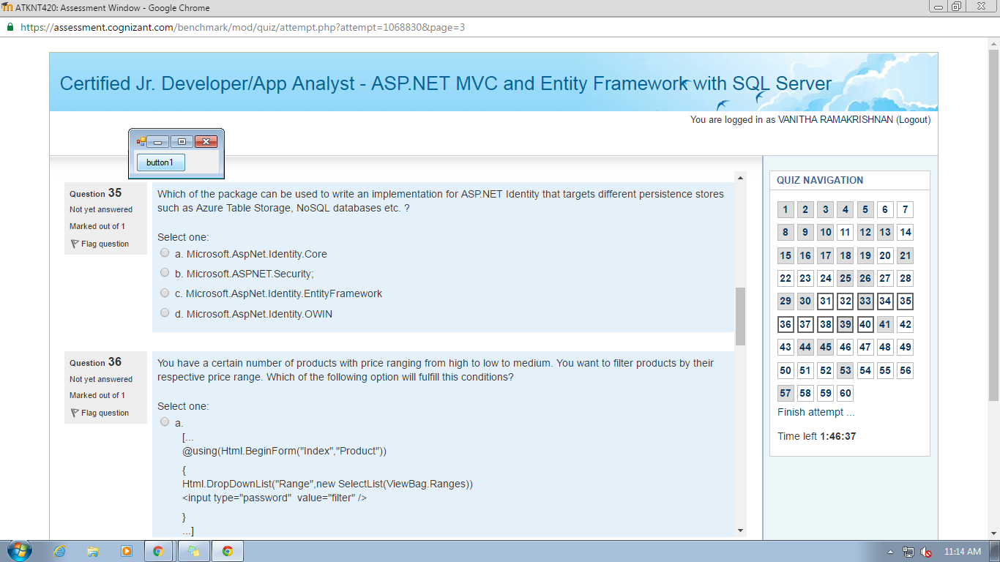 ATKNT420: Assessment Window - Google Chrome
https://assessment.cognizant.com/benchmark/mod/quiz/attempt.php?attempt=1068830&page=3
Certified Jr. Developer/App Analyst - ASP.NET MVC and Entity Framework with SQL Server
You are logged in as VANITHA RAMAKRISHNAN (Logout)
button1
Question 35
Not yet answered
Marked out of 1
Flag question
Which of the package can be used to write an implementation for ASP.NET Identity that targets different persistence stores
such as Azure Table Storage, NoSQL databases etc. ?
Select one:
a. Microsoft.AspNet.Identity.Core
b. Microsoft.ASPNET.Security;
c. Microsoft.AspNet.Identity.EntityFramework
d. Microsoft.AspNet.Identity.OWIN
Question 36
Not yet answered
Marked out of 1
Flag question
You have a certain number of products with price ranging from high to low to medium. You want to filter products by their
respective price range. Which of the following option will fulfill this conditions?
Select one:
a.
[...
@using(Html.BeginForm("Index","Product"))
{
Html.DropDownList("Range",new SelectList(ViewBag.Ranges))
<input type="password"  value="filter" />
}
...]
QUIZ NAVIGATION
1 2 3 4 5 6 7
8 9 10 11 12 13 14
15 16 17 18 19 20 21
22 23 24 25 26 27 28
29 30 31 32 33 34 35
36 37 38 39 40 41 42
43 44 45 46 47 48 49
50 51 52 53 54 55 56
57 58 59 60
Finish attempt ...
Time left 1:46:37
11:14 AM